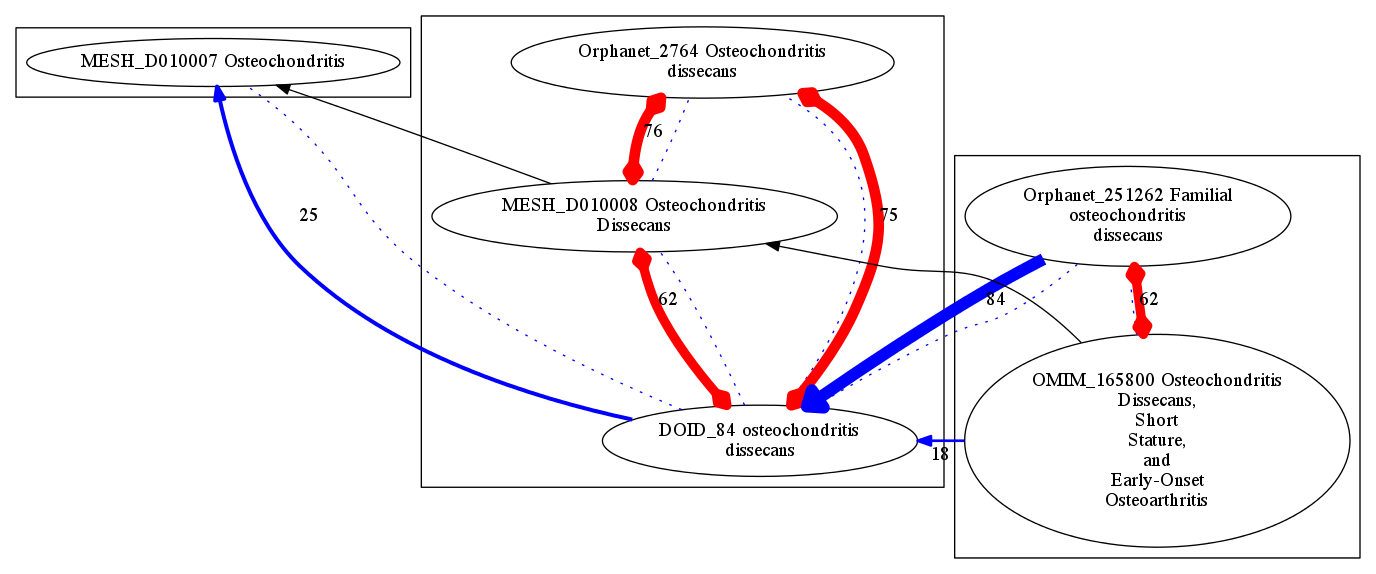 MESH_D010007 Osteochondritis
Orphanet_2764 Osteochondritis
dissecans
76
MESH_D010008 Osteochondritis
Dissecans
25
75
62
DOID_84 osteochondritis
dissecans
Orphanet_251262 Familial
osteochondritis
dissecans
84
62
OMIM_165800 Osteochondritis
Dissecans,
Short
Stature,
and
Early-Onset
Osteoarthritis
18